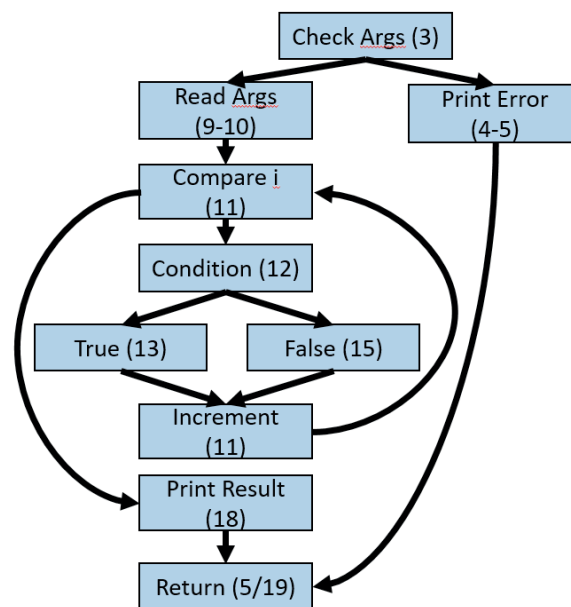 Check Args (3)
Read Args
(9-10)
Print Error
(4-5)
Compare i
(11)
Condition (12)
True (13)
False (15)
Increment
(11)
Print Result
(18)
Return (5/19)